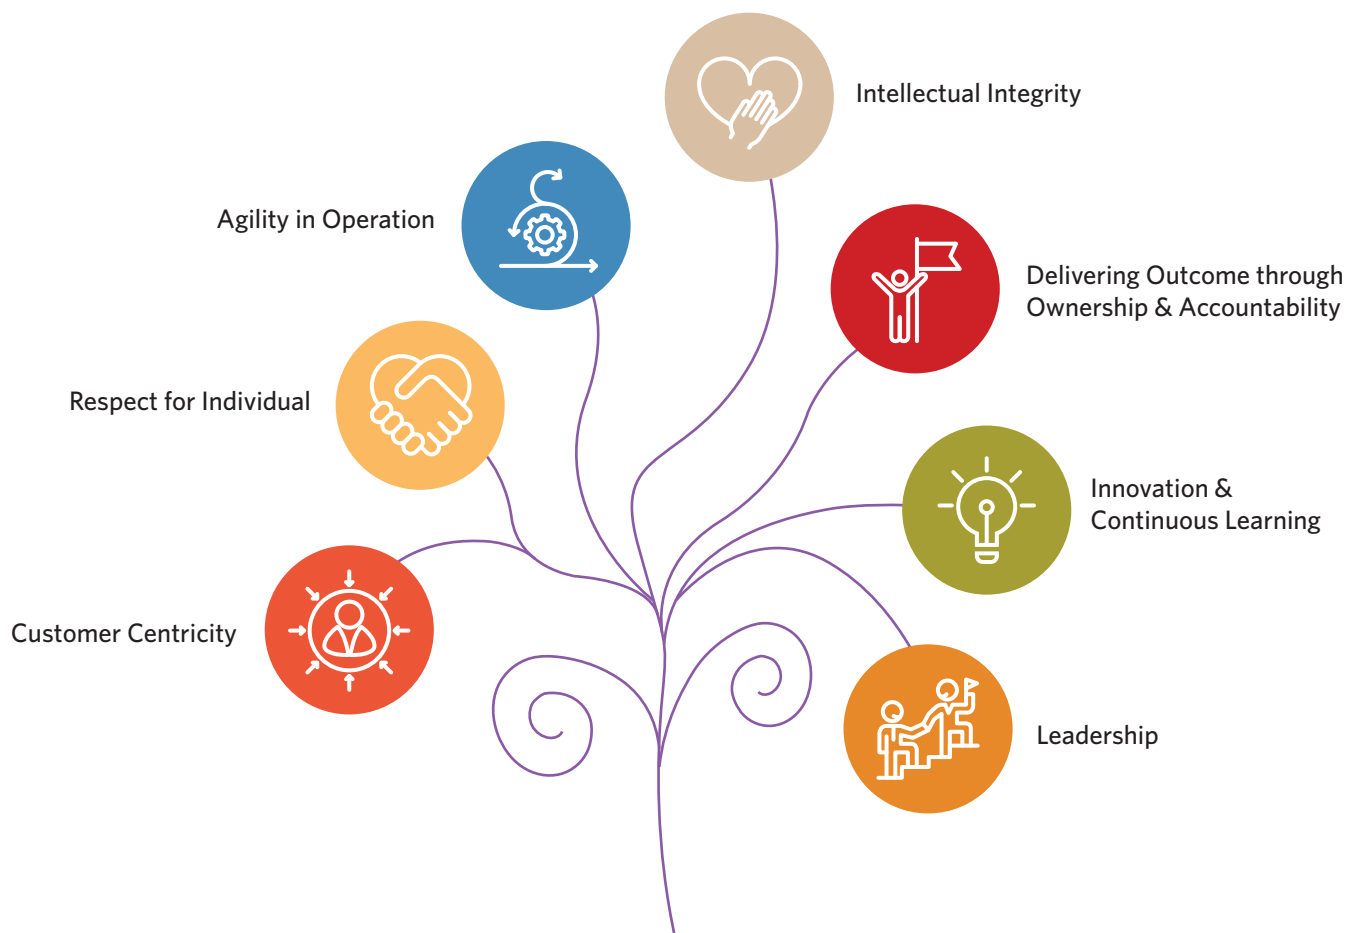 Intellectual Integrity
Agility in Operation
Delivering Outcome through
Ownership & Accountability
Respect for Individual
Innovation &
Continuous Learning
Customer Centricity
Leadership